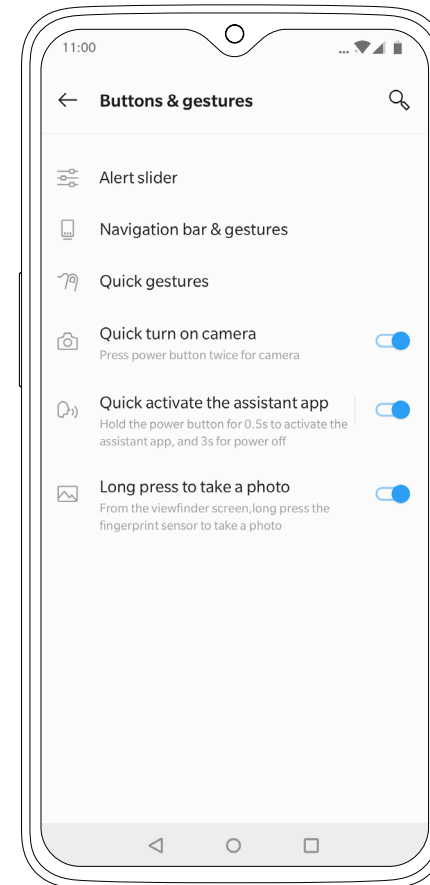 11:00
Buttons & gestures
Alert slider
Navigation bar & gestures
Quick gestures
Quick turn on camera
Press power button twice for camera
Quick activate the assistant app
Hold the power button for 0.5s to activate the
assistant app, and 3s for power off
Long press to take a photo
From the viewfinder screen,long press the
fingerprint sensor to take a photo